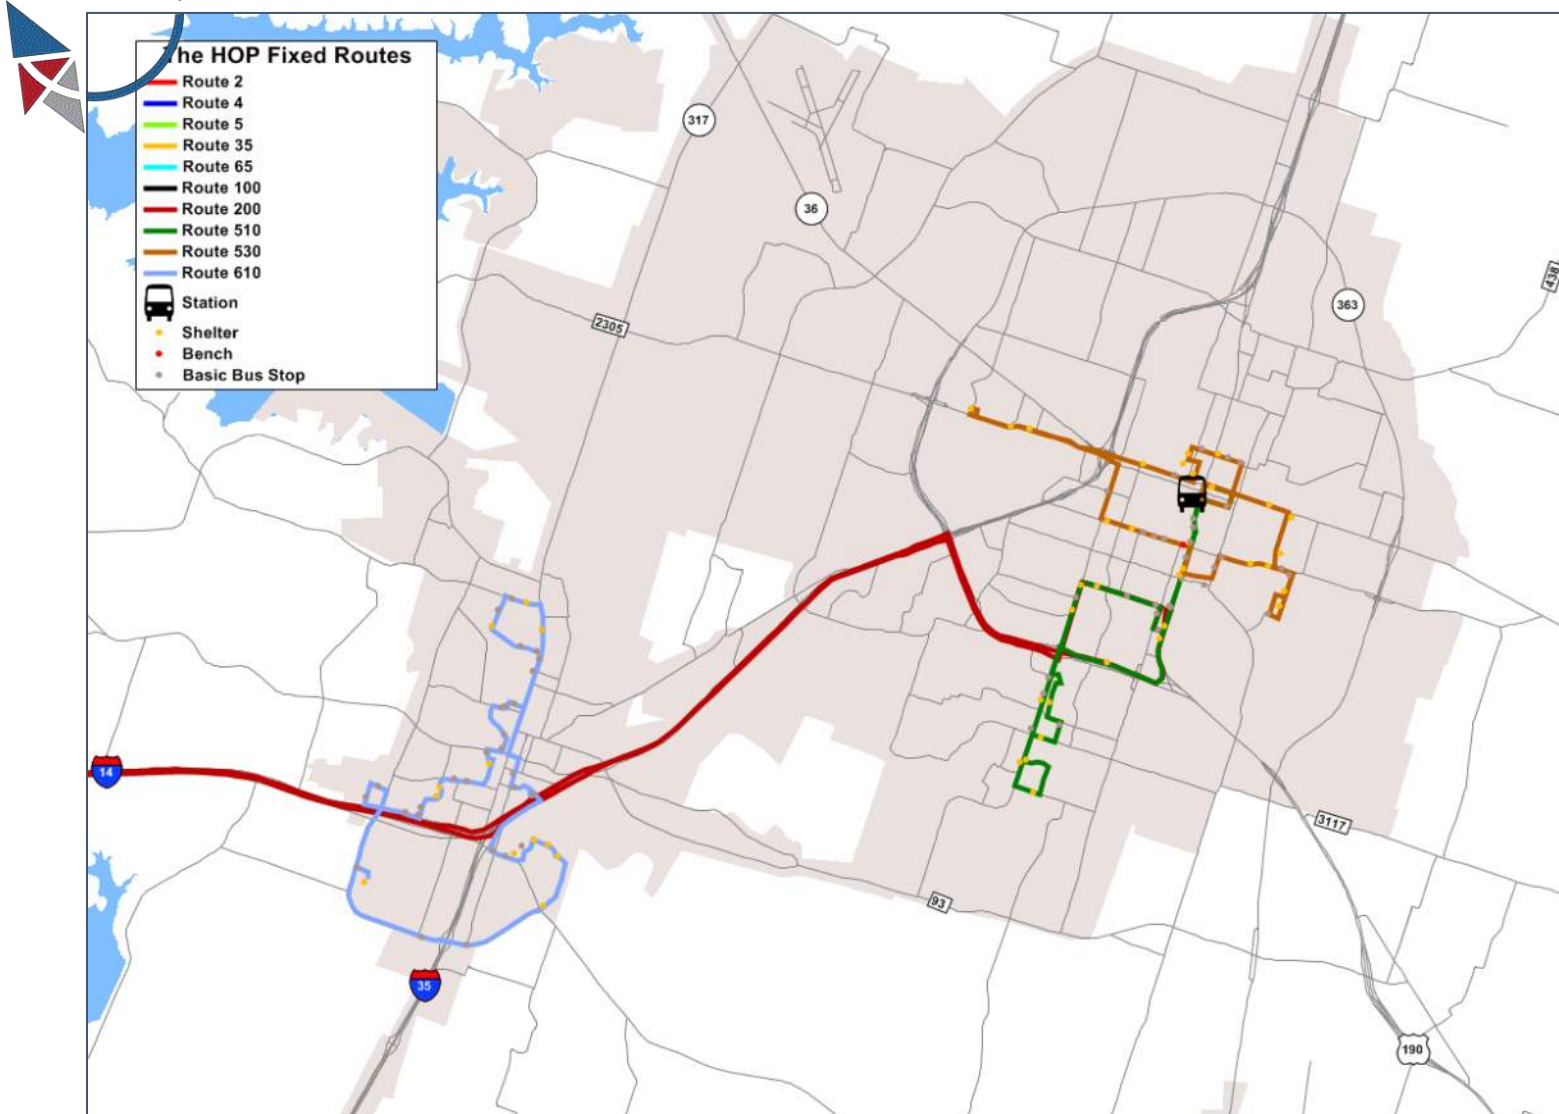 The HOP Fixed Routes
Route 2
Route 4
Route 5
Route 35
Route 65
Route 100
Route 200
Route 510
Route 530
Route 610
Station
Shelter
Bench
Basic Bus Stop
317
36
438
363
2305
14
3117
93
35
190